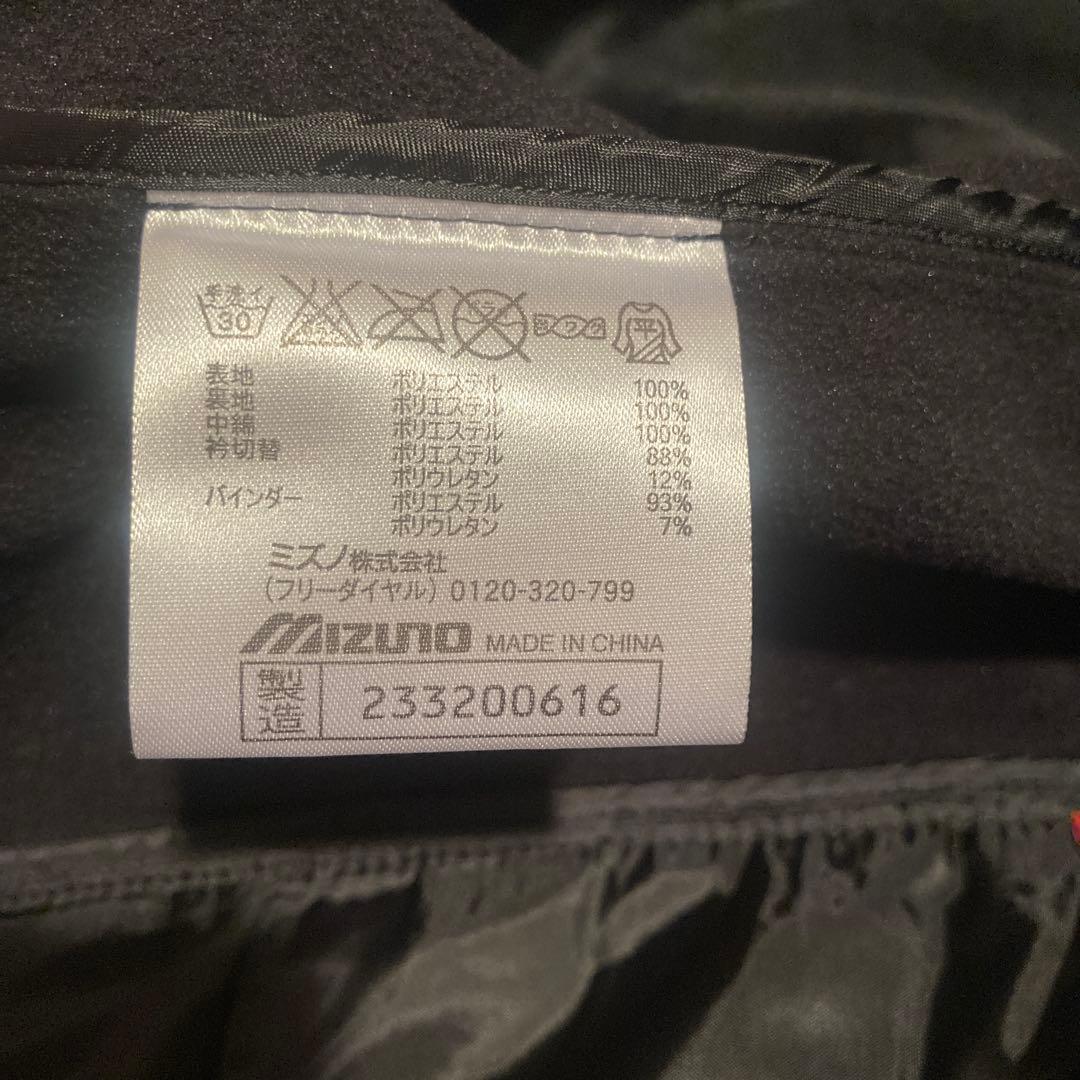 手洗イ 30 ヨワク 平
表地 ポリエステル 100%
裏地 ポリエステル 100%
中綿 ポリエステル 100%
衿切替 ポリエステル 88%
ポリウレタン 12%
バインダー ポリエステル 93%
ポリウレタン 7%
ミズノ株式会社
(フリーダイヤル) 0120-320-799
MIZUNO MADE IN CHINA
製造 233200616